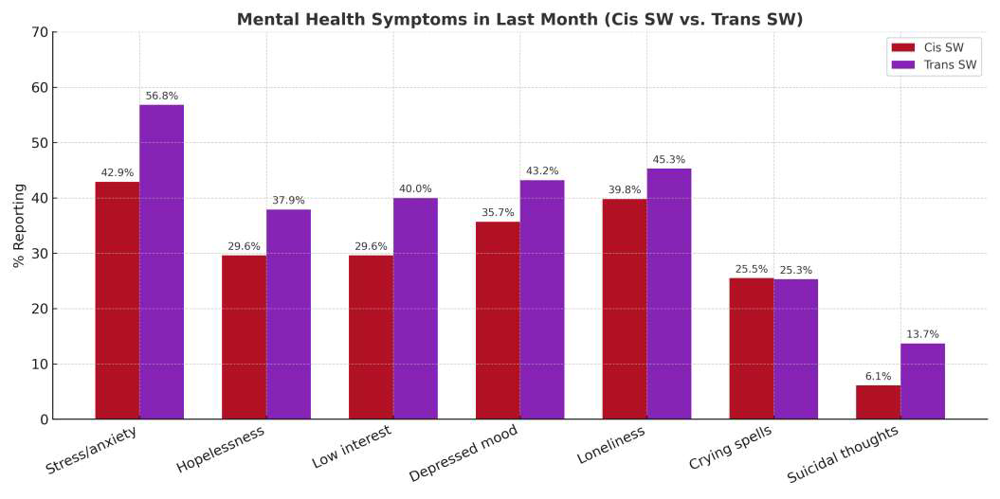 Mental Health Symptoms in Last Month (Cis SW vs. Trans SW)
Cis SW
Trans SW
% Reporting
70
60
50
40
30
20
10
0
42.9%
56.8%
29.6%
37.9%
29.6%
40.0%
35.7%
43.2%
39.8%
45.3%
25.5%
25.3%
6.1%
13.7%
Stress/anxiety
Hopelessness
Low interest
Depressed mood
Loneliness
Crying spells
Suicidal thoughts